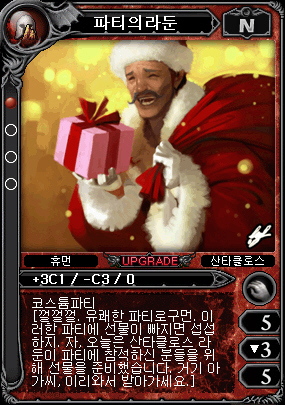 파티의라둔
N
휴먼
UPGRADE
산타클로스
+3C1 / -C3 / 0
코스튬파티
[껄껄껄. 유쾌한 파티로구먼, 이
러한 파티에 선물이 빠지면 섭섭
하지. 자, 오늘은 산타클로스 라
둔이 파티에 참석하신 분들을 위
해 선물을 준비했습니다. 거기 아
가씨, 이리와서 받아가세요.]
5
▼3
5